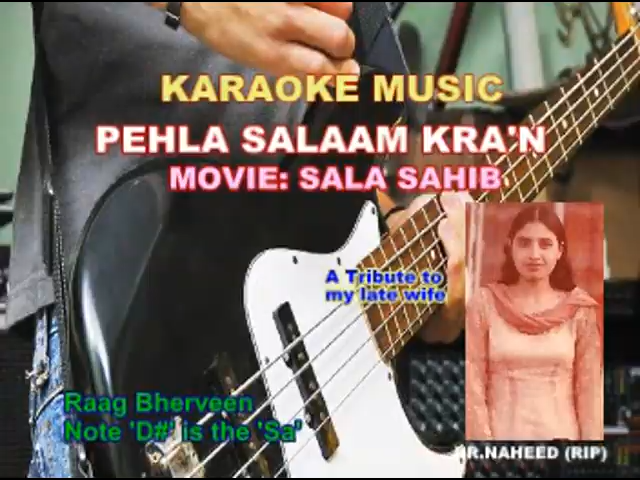 KARAOKE MUSIC
PEHLA SALAAM KRA'N
MOVIE: SALA SAHIB
A Tribute to
my late wife
Raag Bherveen
Note 'D#' is the 'Sa'
R.NAHEED (RIP)